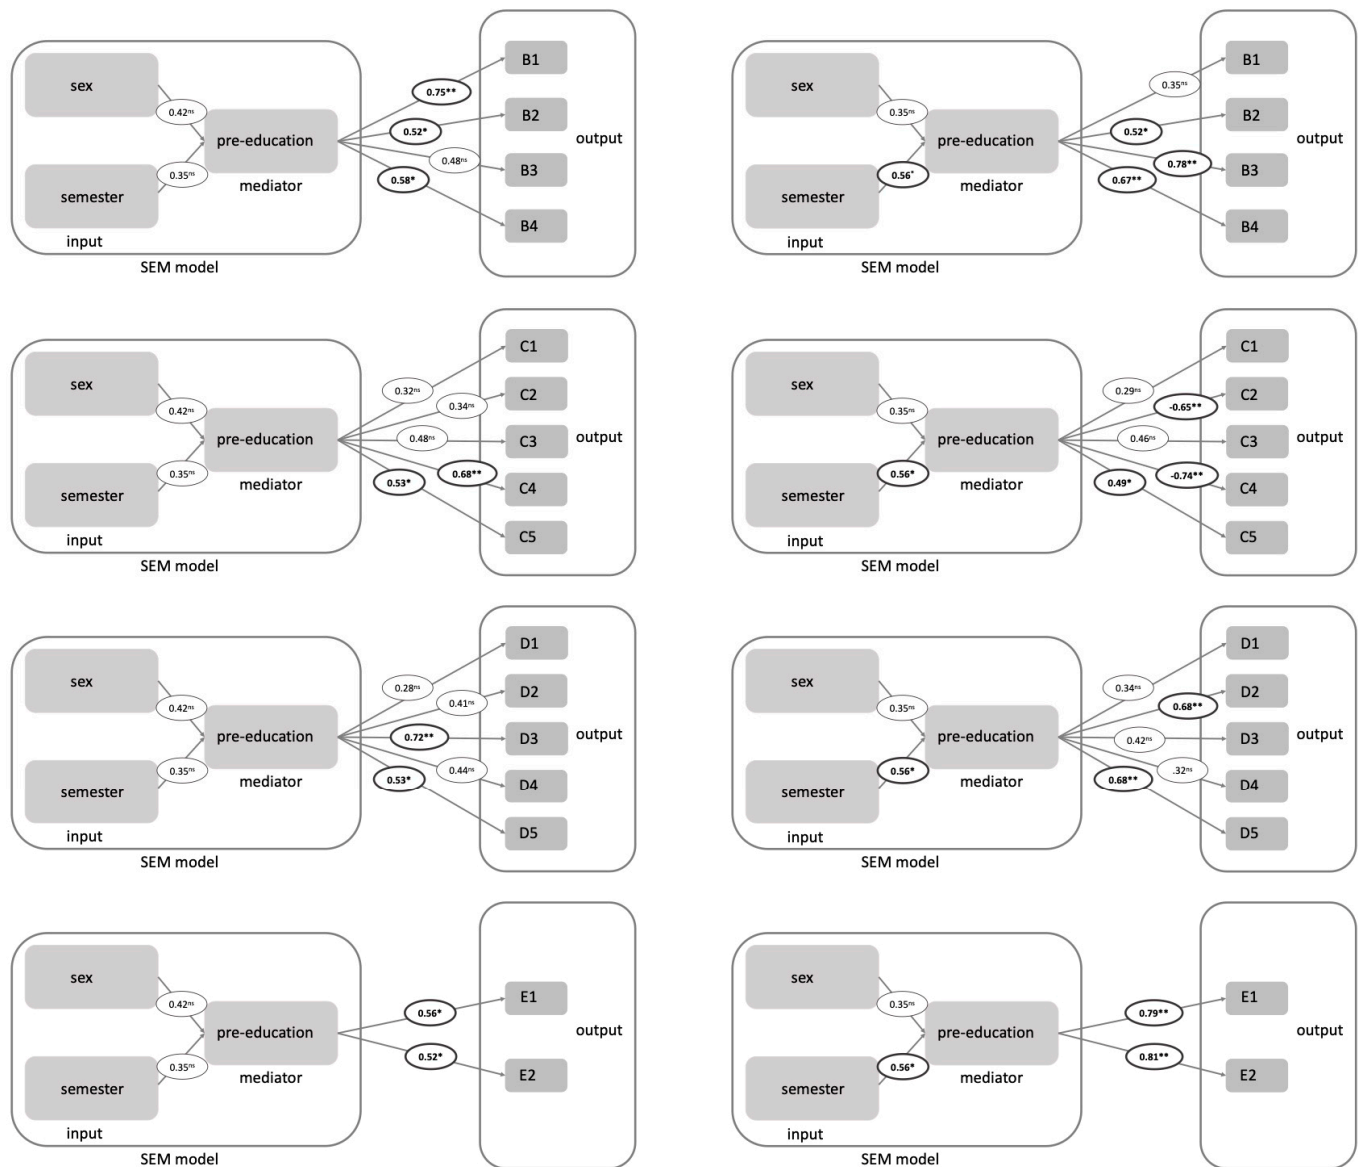 sex
0.42ns
pre-education
mediator
0.35ns
semester
input
SEM model
0.75**
0.52*
0.48ns
0.58*
B1
B2
B3
B4
output
sex
0.35ns
pre-education
mediator
0.56*
semester
input
SEM model
0.35ns
0.52*
0.78**
0.67**
B1
B2
B3
B4
output
sex
0.42ns
pre-education
mediator
0.35ns
semester
input
SEM model
0.32ns
0.34ns
0.48ns
0.68**
0.53*
C1
C2
C3
C4
C5
output
sex
0.35ns
pre-education
mediator
0.56*
semester
input
SEM model
0.29ns
-0.65**
0.46ns
-0.74**
0.49*
C1
C2
C3
C4
C5
output
sex
0.42ns
pre-education
mediator
0.35ns
semester
input
SEM model
0.28ns
0.41ns
0.72**
0.44ns
0.53*
D1
D2
D3
D4
D5
output
sex
0.35ns
pre-education
mediator
0.56*
semester
input
SEM model
0.34ns
0.68**
0.42ns
.32ns
0.68**
D1
D2
D3
D4
D5
output
sex
0.42ns
pre-education
mediator
0.35ns
semester
input
SEM model
0.56*
0.52*
E1
E2
output
sex
0.35ns
pre-education
mediator
0.56*
semester
input
SEM model
0.79**
0.81**
E1
E2
output